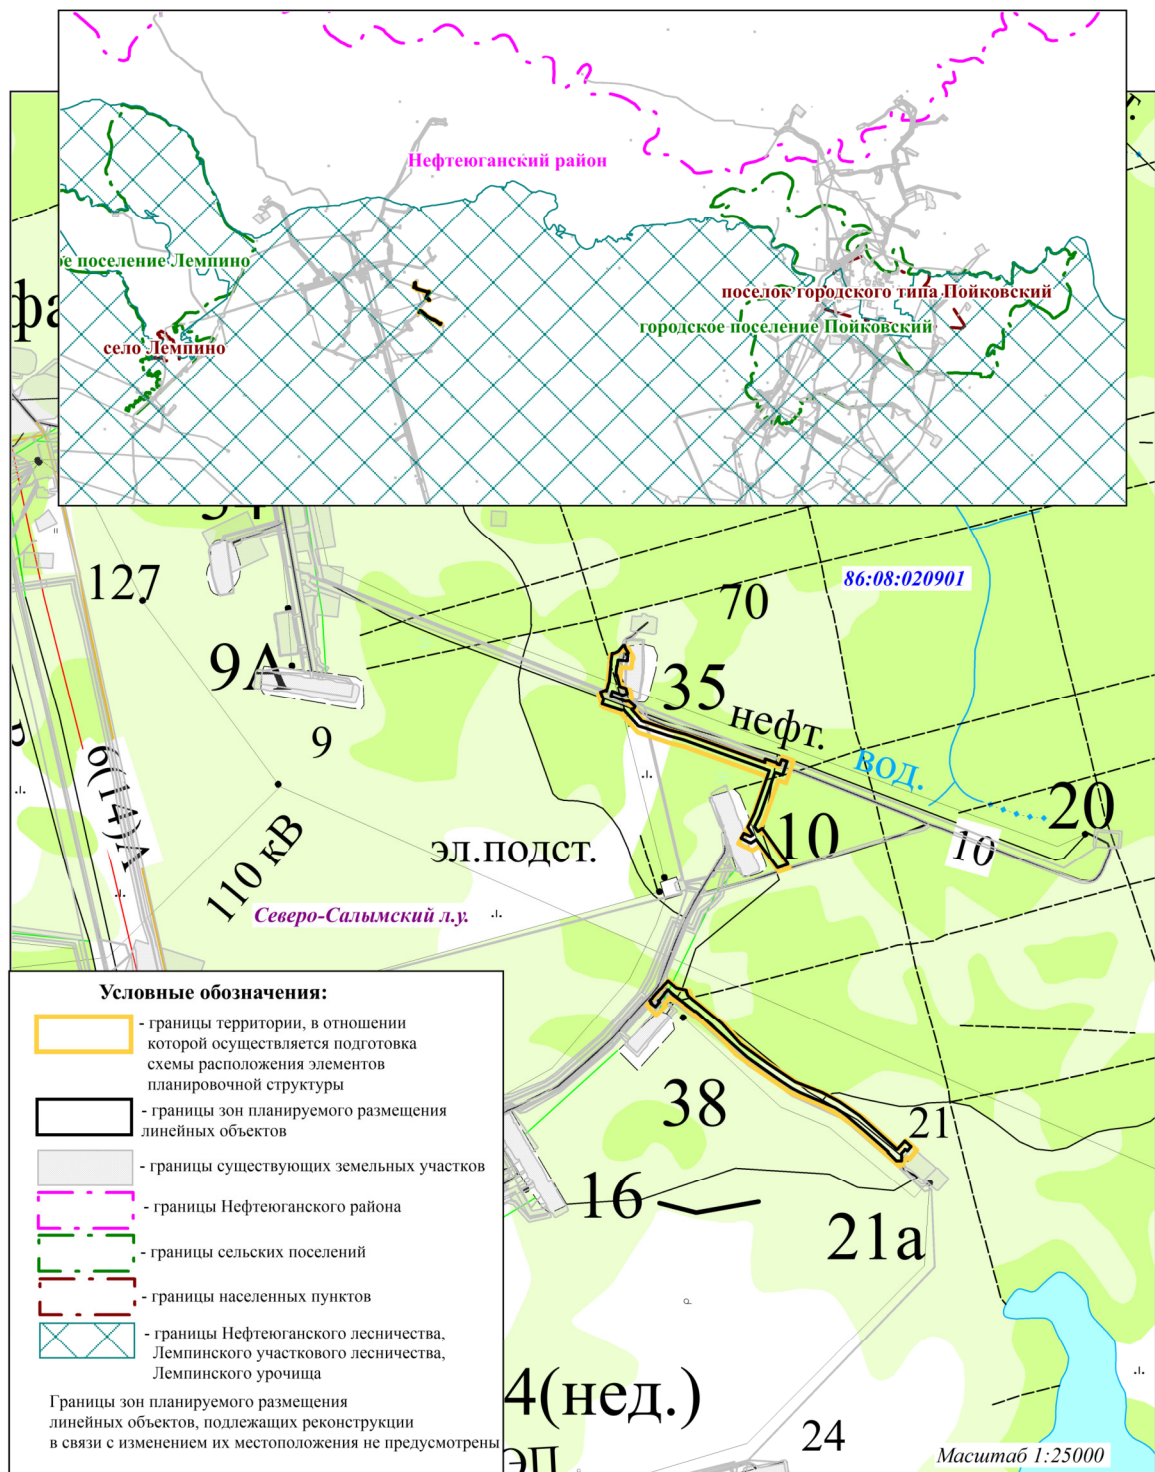 Нефтеюганский район
е поселение Лемпино
село Лемпино
поселок городского типа Пойковский
городское поселение Пойковский
127
9А
9
70
86:08:020901
35
нефт.
вод.
20
10
10
6(14)Л
110 кВ
эл.подст.
Северо-Салымский л.у.
38
21
16
21а
4(нед.)
ЭП
24
Масштаб 1:25000
Условные обозначения:
- границы территории, в отношении
которой осуществляется подготовка
схемы расположения элементов
планировочной структуры
- границы зон планируемого размещения
линейных объектов
- границы существующих земельных участков
- границы Нефтеюганского района
- границы сельских поселений
- границы населенных пунктов
- границы Нефтеюганского лесничества,
Лемпинского участкового лесничества,
Лемпинского урочища
Границы зон планируемого размещения
линейных объектов, подлежащих реконструкции
в связи с изменением их местоположения не предусмотрены